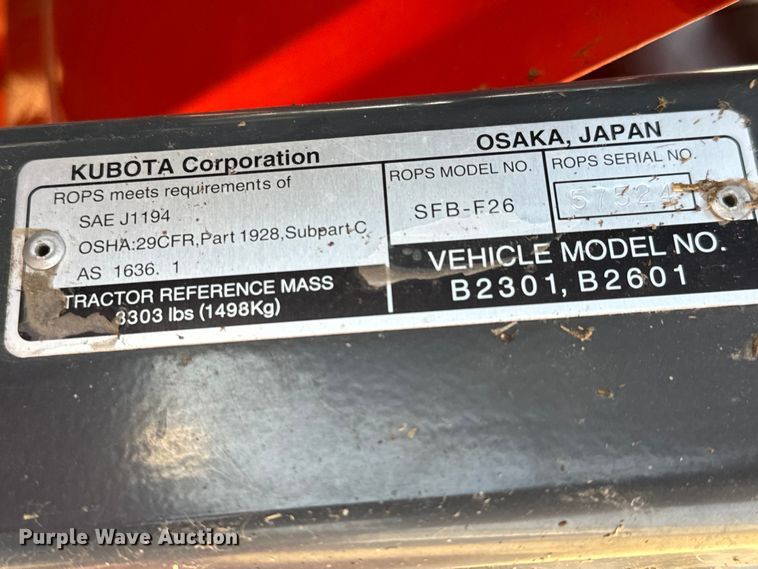 KUBOTA Corporation
OSAKA, JAPAN
ROPS meets requirements of
SAE J1194
OSHA:29CFR,Part 1928,Subpart C
AS 1636. 1
TRACTOR REFERENCE MASS
3303 lbs (1498Kg)
ROPS MODEL NO.
SFB-F26
ROPS SERIAL NO.
57524
VEHICLE MODEL NO.
B2301, B2601
Purple Wave Auction